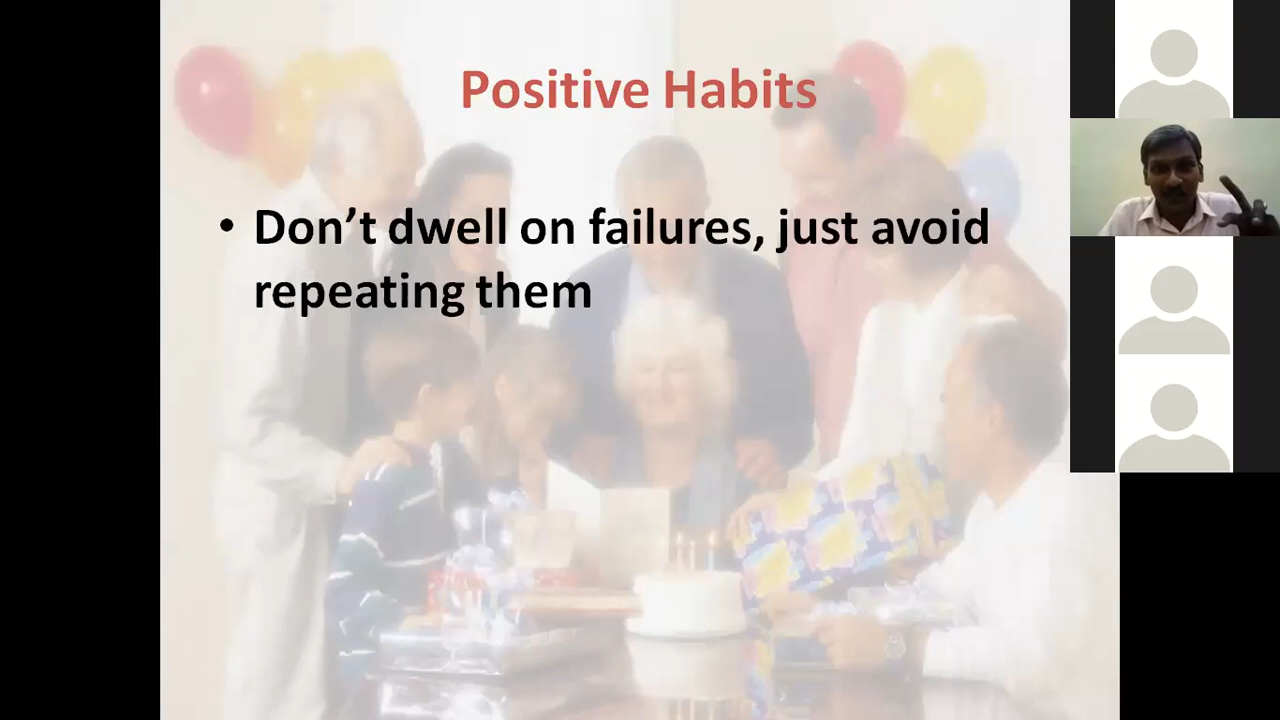 Positive Habits
• Don’t dwell on failures, just avoid
repeating them